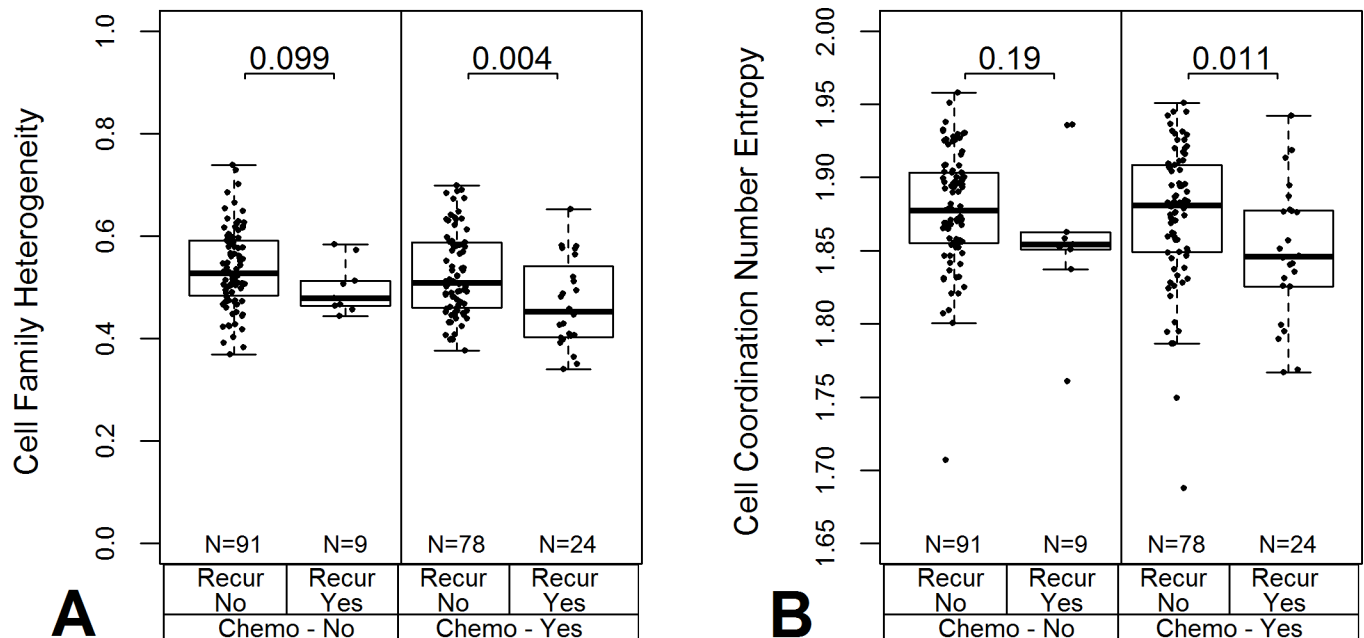 Cell Family Heterogeneity
1.0
0.8
0.6
0.4
0.2
0.0
0.099
0.004
N=91
N=9
N=78
N=24
Recur No
Recur Yes
Recur No
Recur Yes
Chemo - No
Chemo - Yes
A
Cell Coordination Number Entropy
2.00
1.95
1.90
1.85
1.80
1.75
1.70
1.65
0.19
0.011
N=91
N=9
N=78
N=24
Recur No
Recur Yes
Recur No
Recur Yes
Chemo - No
Chemo - Yes
B